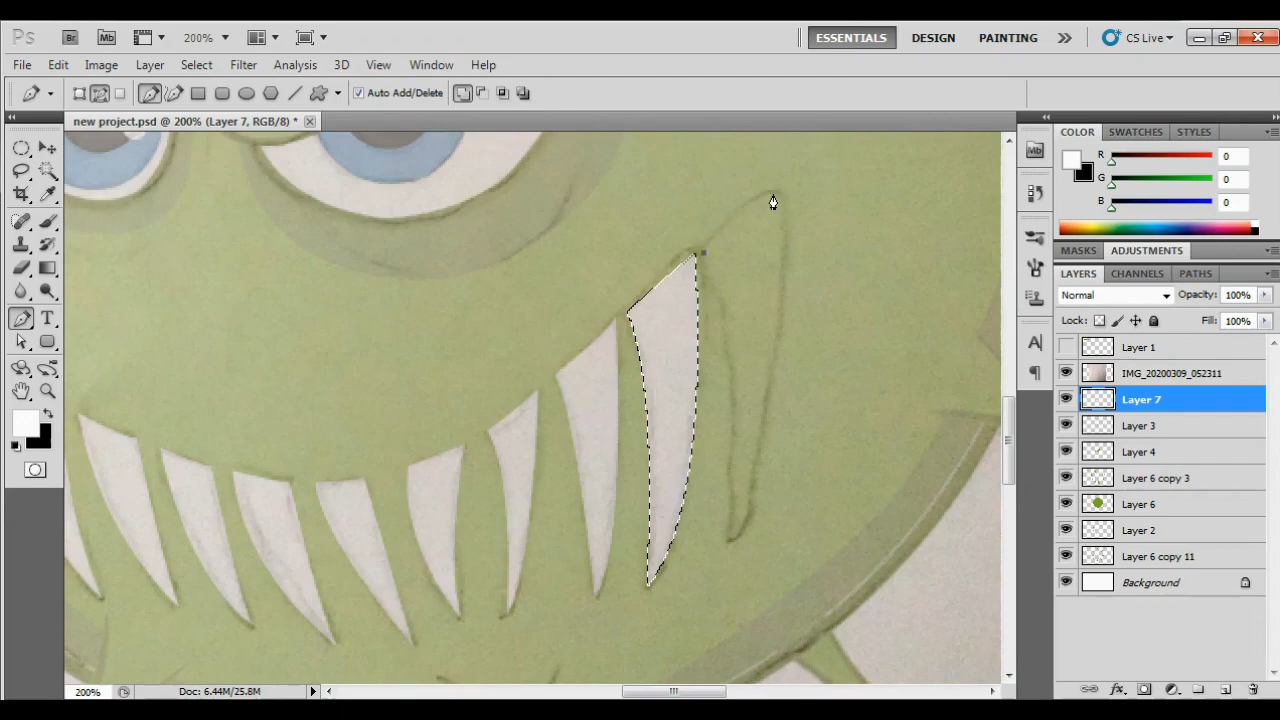 Ps Br Mb 200% ESSENTIALS DESIGN PAINTING CS Live
File Edit Image Layer Select Filter Analysis 3D View Window Help
Auto Add/Delete
new project.psd @ 200% (Layer 7, RGB/8) *
COLOR SWATCHES STYLES
Mb
R 0
G 0
B 0
MASKS ADJUSTMENTS
LAYERS CHANNELS PATHS
Normal Opacity: 100%
Lock: Fill: 100%
Layer 1
IMG_20200309_052311
Layer 7
Layer 3
Layer 4
Layer 6 copy 3
Layer 6
Layer 2
Layer 6 copy 11
Background
200% Doc: 6.44M/25.8M